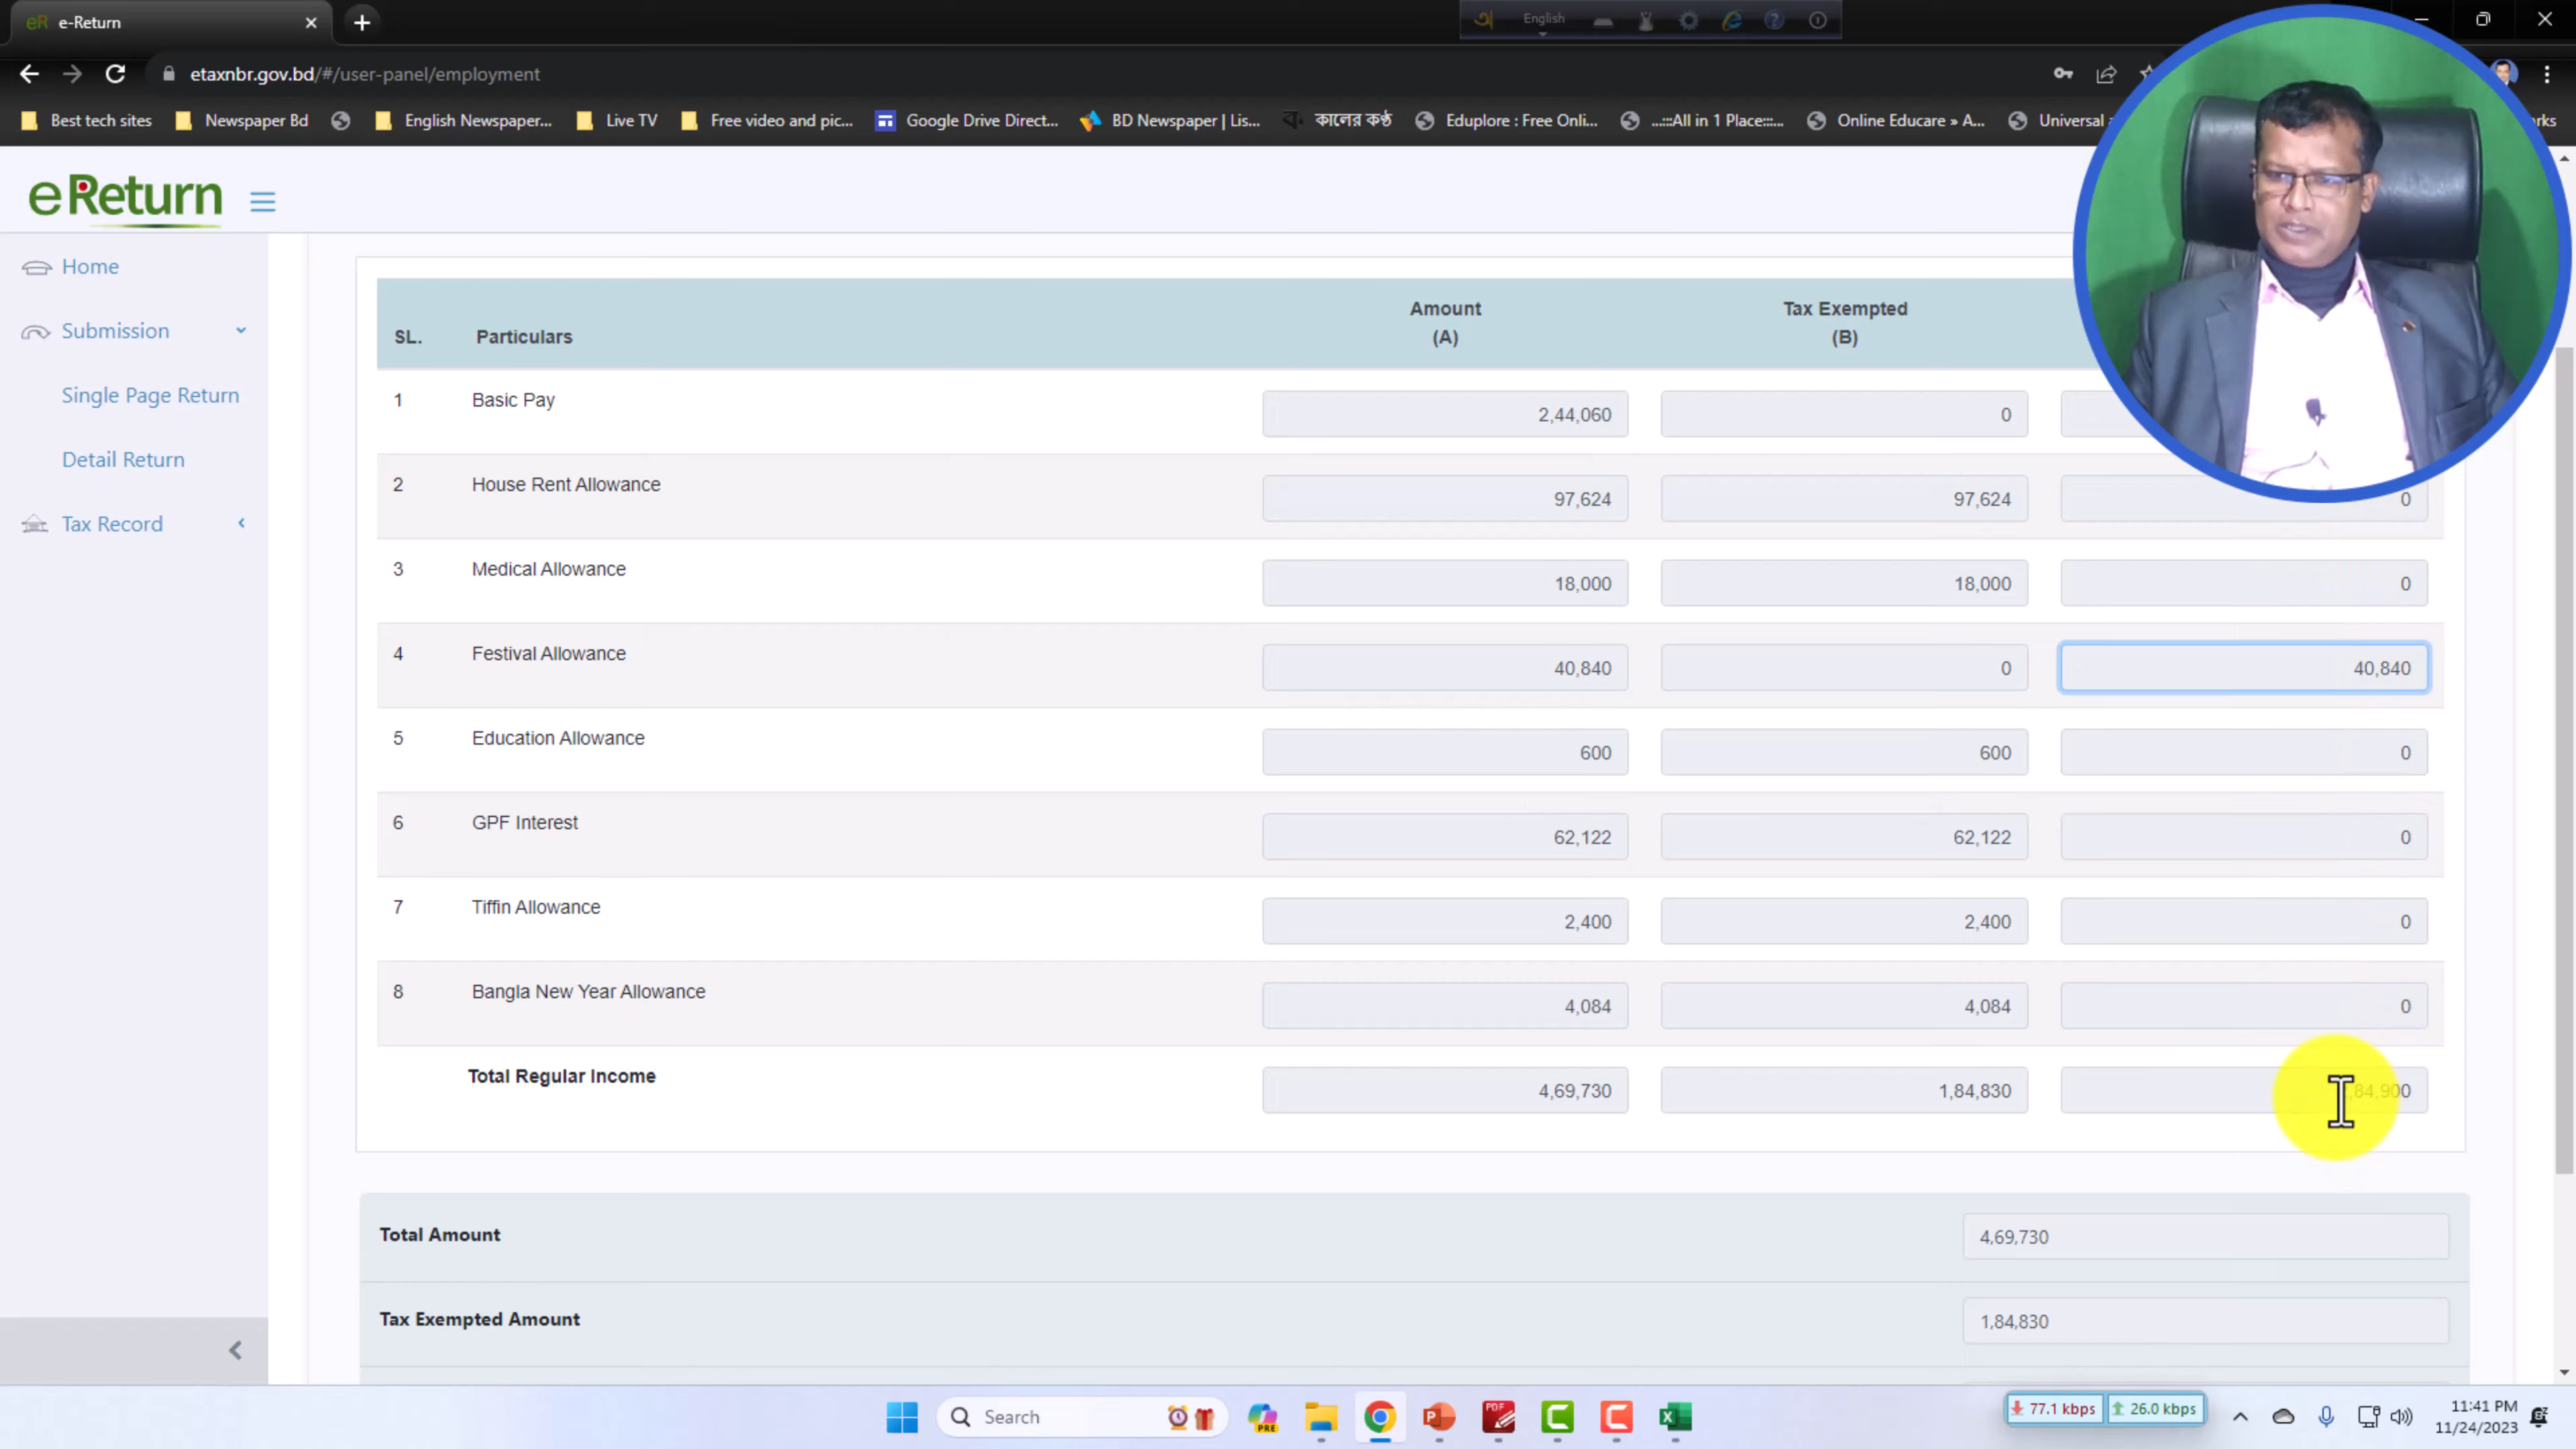 eR e-Return
অ English
etaxnbr.gov.bd/#/user-panel/employment
Best tech sites Newspaper Bd English Newspaper... Live TV Free video and pic... Google Drive Direct... BD Newspaper | Lis... কালের কণ্ঠ Eduplore : Free Onli... ...:::All in 1 Place:::... Online Educare » A... Universal
eReturn
Home
Submission
Single Page Return
Detail Return
Tax Record
SL. Particulars Amount (A) Tax Exempted (B)
1 Basic Pay 2,44,060 0
2 House Rent Allowance 97,624 97,624 0
3 Medical Allowance 18,000 18,000 0
4 Festival Allowance 40,840 0 40,840
5 Education Allowance 600 600 0
6 GPF Interest 62,122 62,122 0
7 Tiffin Allowance 2,400 2,400 0
8 Bangla New Year Allowance 4,084 4,084 0
Total Regular Income 4,69,730 1,84,830 ,84,900
Total Amount 4,69,730
Tax Exempted Amount 1,84,830
Search PRE PDF 77.1 kbps 26.0 kbps 11:41 PM
11/24/2023